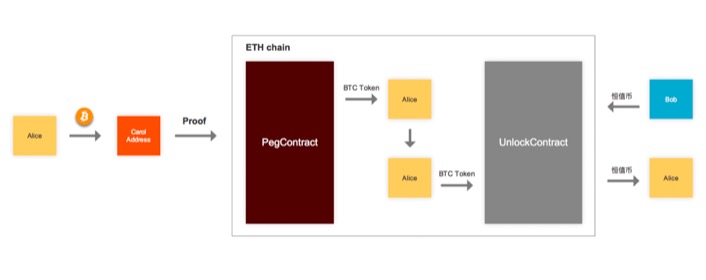 ETH chain
Alice
Carol
Address
Proof
PegContract
BTC Token
Alice
Alice
BTC Token
UnlockContract
恒值币
Bob
恒值币
Alice